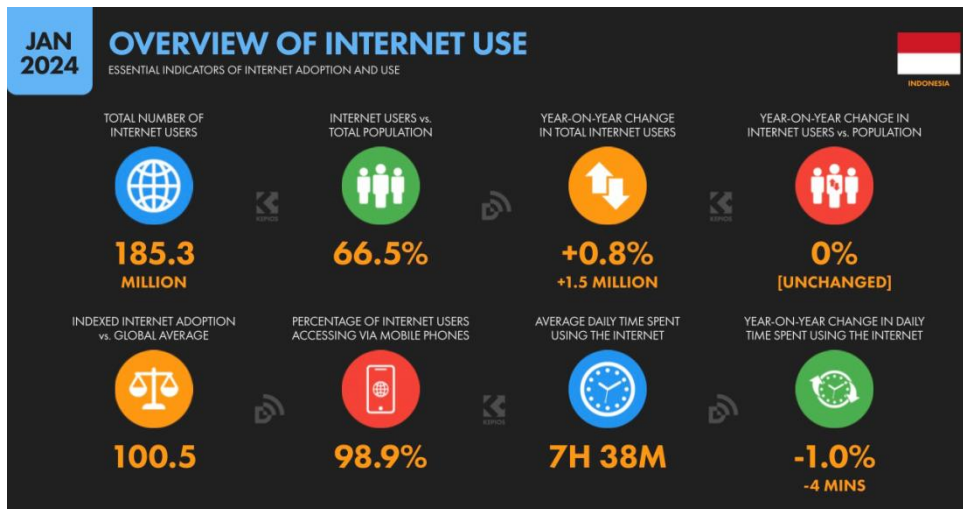 JAN
2024
OVERVIEW OF INTERNET USE
ESSENTIAL INDICATORS OF INTERNET ADOPTION AND USE
INDONESIA
TOTAL NUMBER OF
INTERNET USERS
185.3
MILLION
INTERNET USERS vs.
TOTAL POPULATION
66.5%
YEAR-ON-YEAR CHANGE
IN TOTAL INTERNET USERS
+0.8%
+1.5 MILLION
YEAR-ON-YEAR CHANGE IN
INTERNET USERS vs. POPULATION
0%
[UNCHANGED]
KEPIOS
KEPIOS
INDEXED INTERNET ADOPTION
vs. GLOBAL AVERAGE
100.5
PERCENTAGE OF INTERNET USERS
ACCESSING VIA MOBILE PHONES
98.9%
AVERAGE DAILY TIME SPENT
USING THE INTERNET
7H 38M
YEAR-ON-YEAR CHANGE IN DAILY
TIME SPENT USING THE INTERNET
-1.0%
-4 MINS
KEPIOS